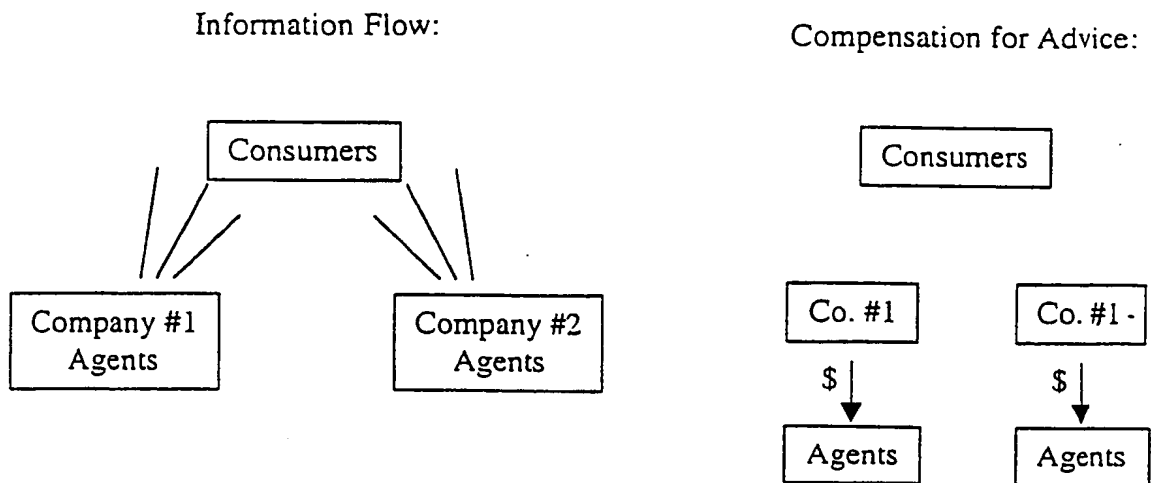 Information Flow:
Compensation for Advice:
Consumers
Company #1
Agents
Company #2
Agents
Consumers
Co. #1
Co. #1 -
$
$
Agents
Agents